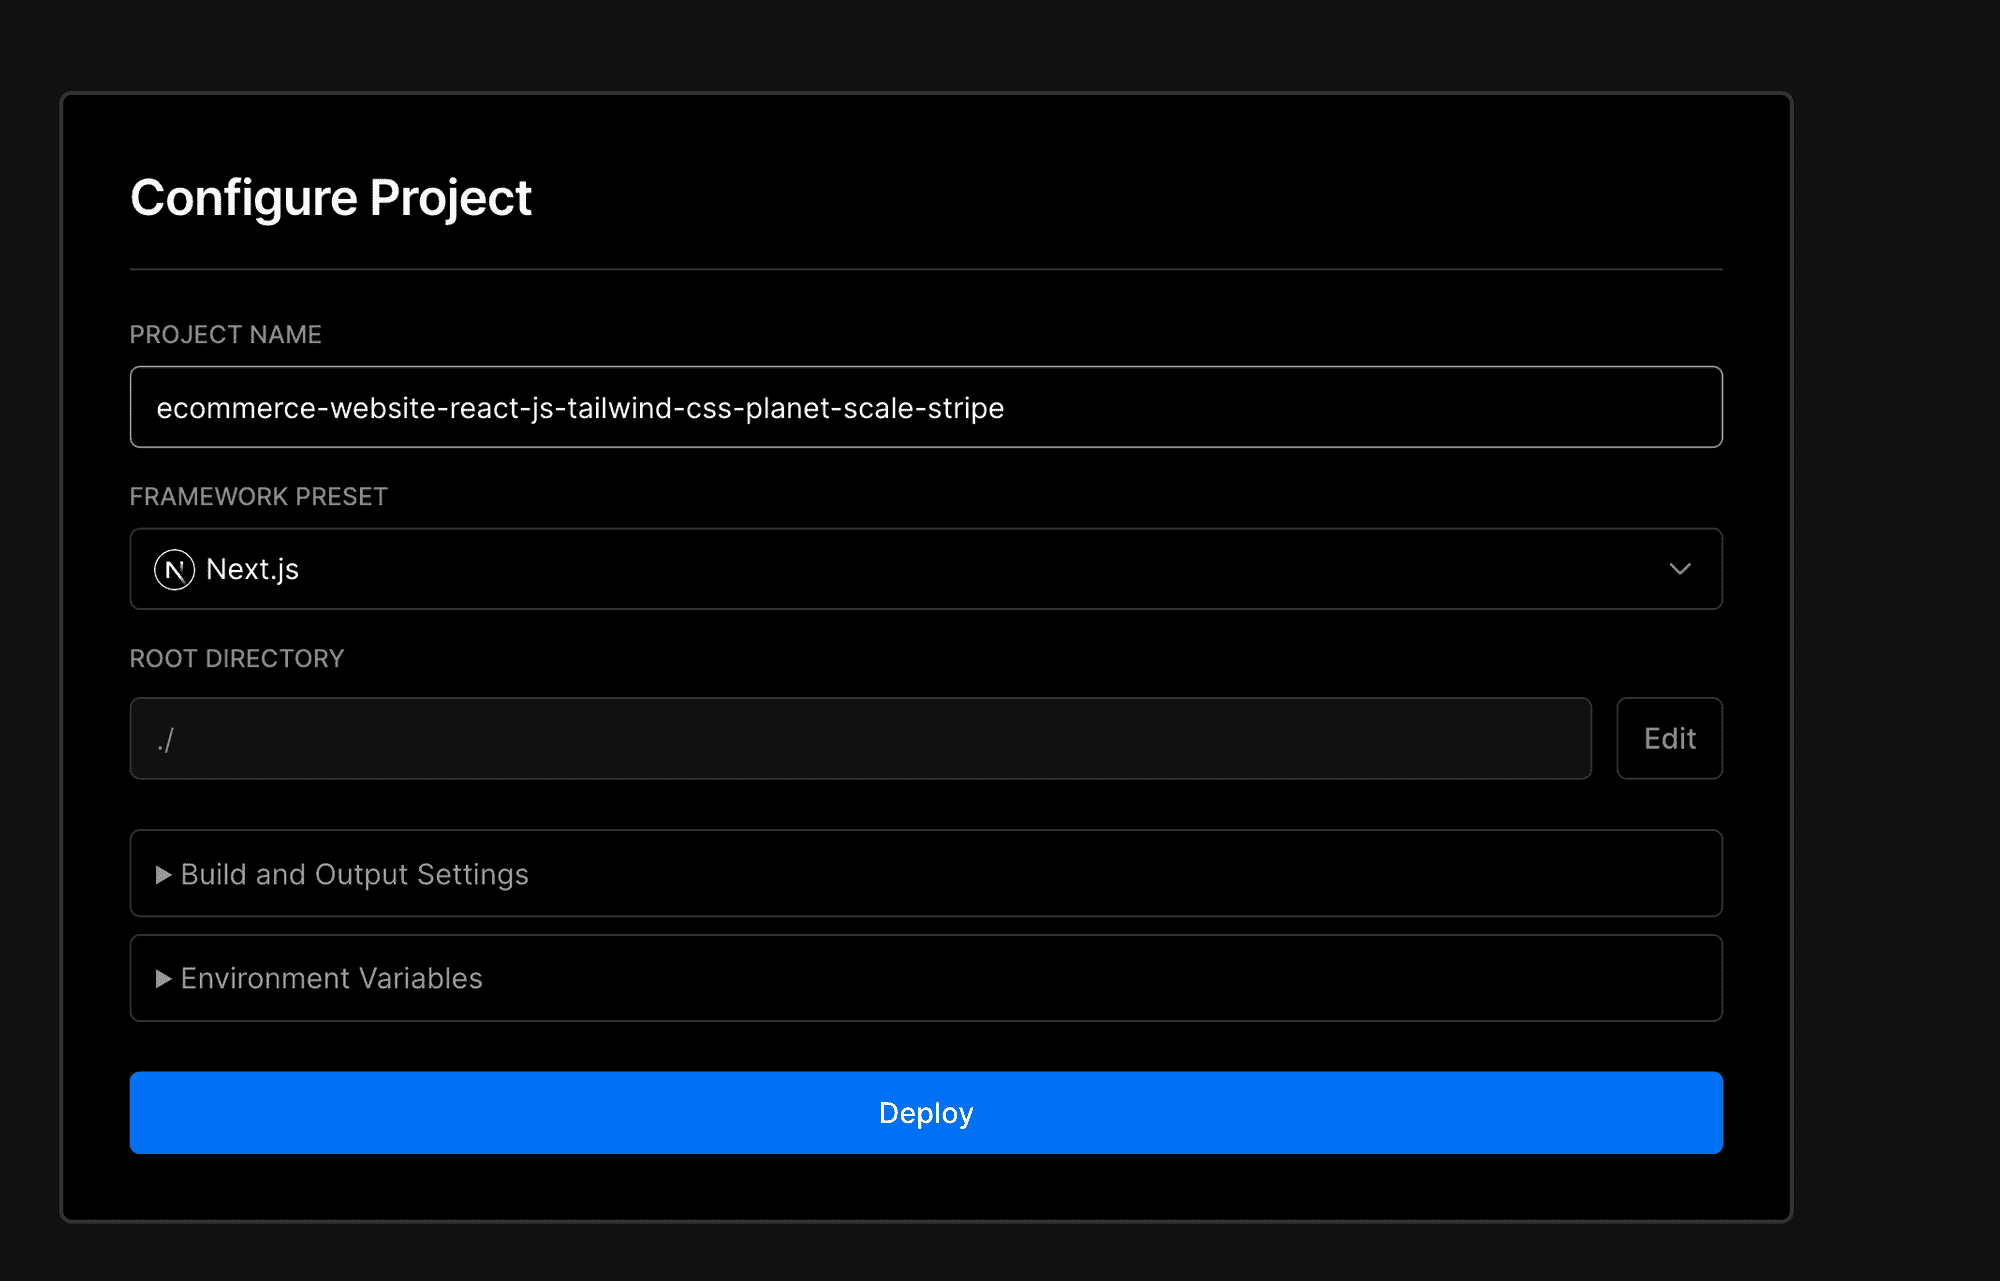 Configure Project
PROJECT NAME
ecommerce-website-react-js-tailwind-css-planet-scale-stripe
FRAMEWORK PRESET
N Next.js
ROOT DIRECTORY
./
Edit
Build and Output Settings
Environment Variables
Deploy